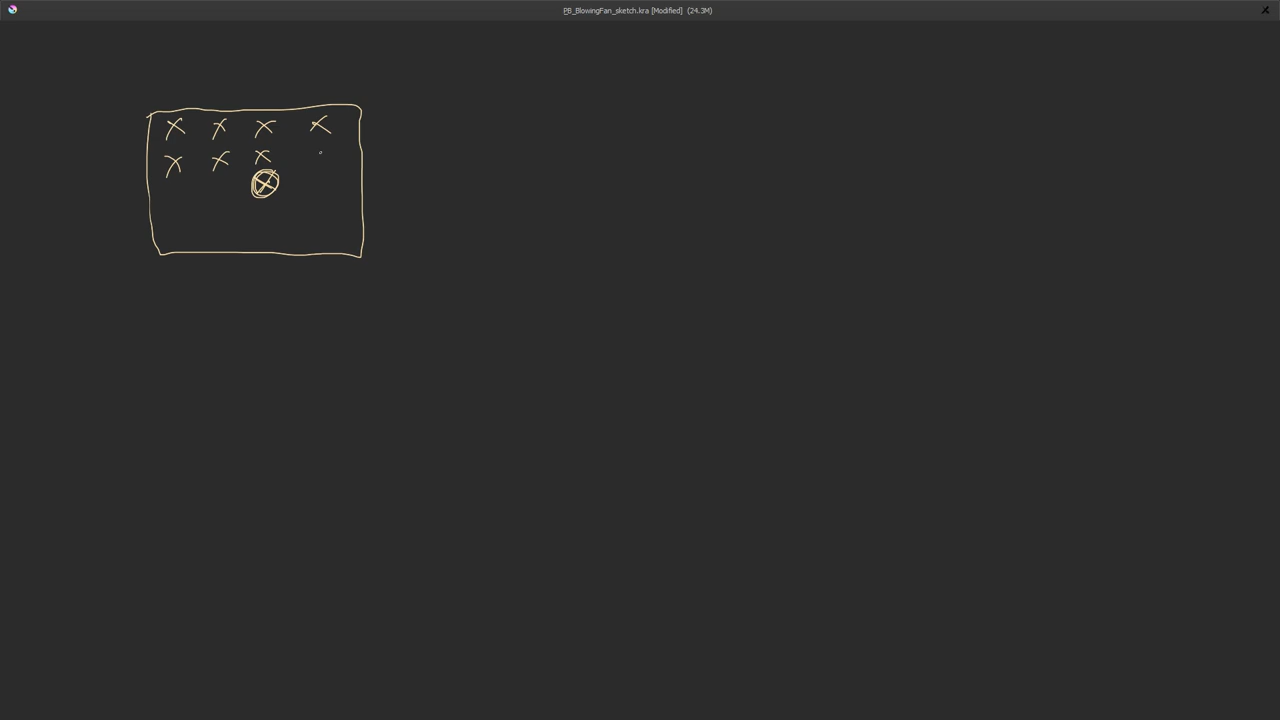 PB_BlowingFan_sketch.kra [Modified] (24.3M)
X X X X
X X X
X